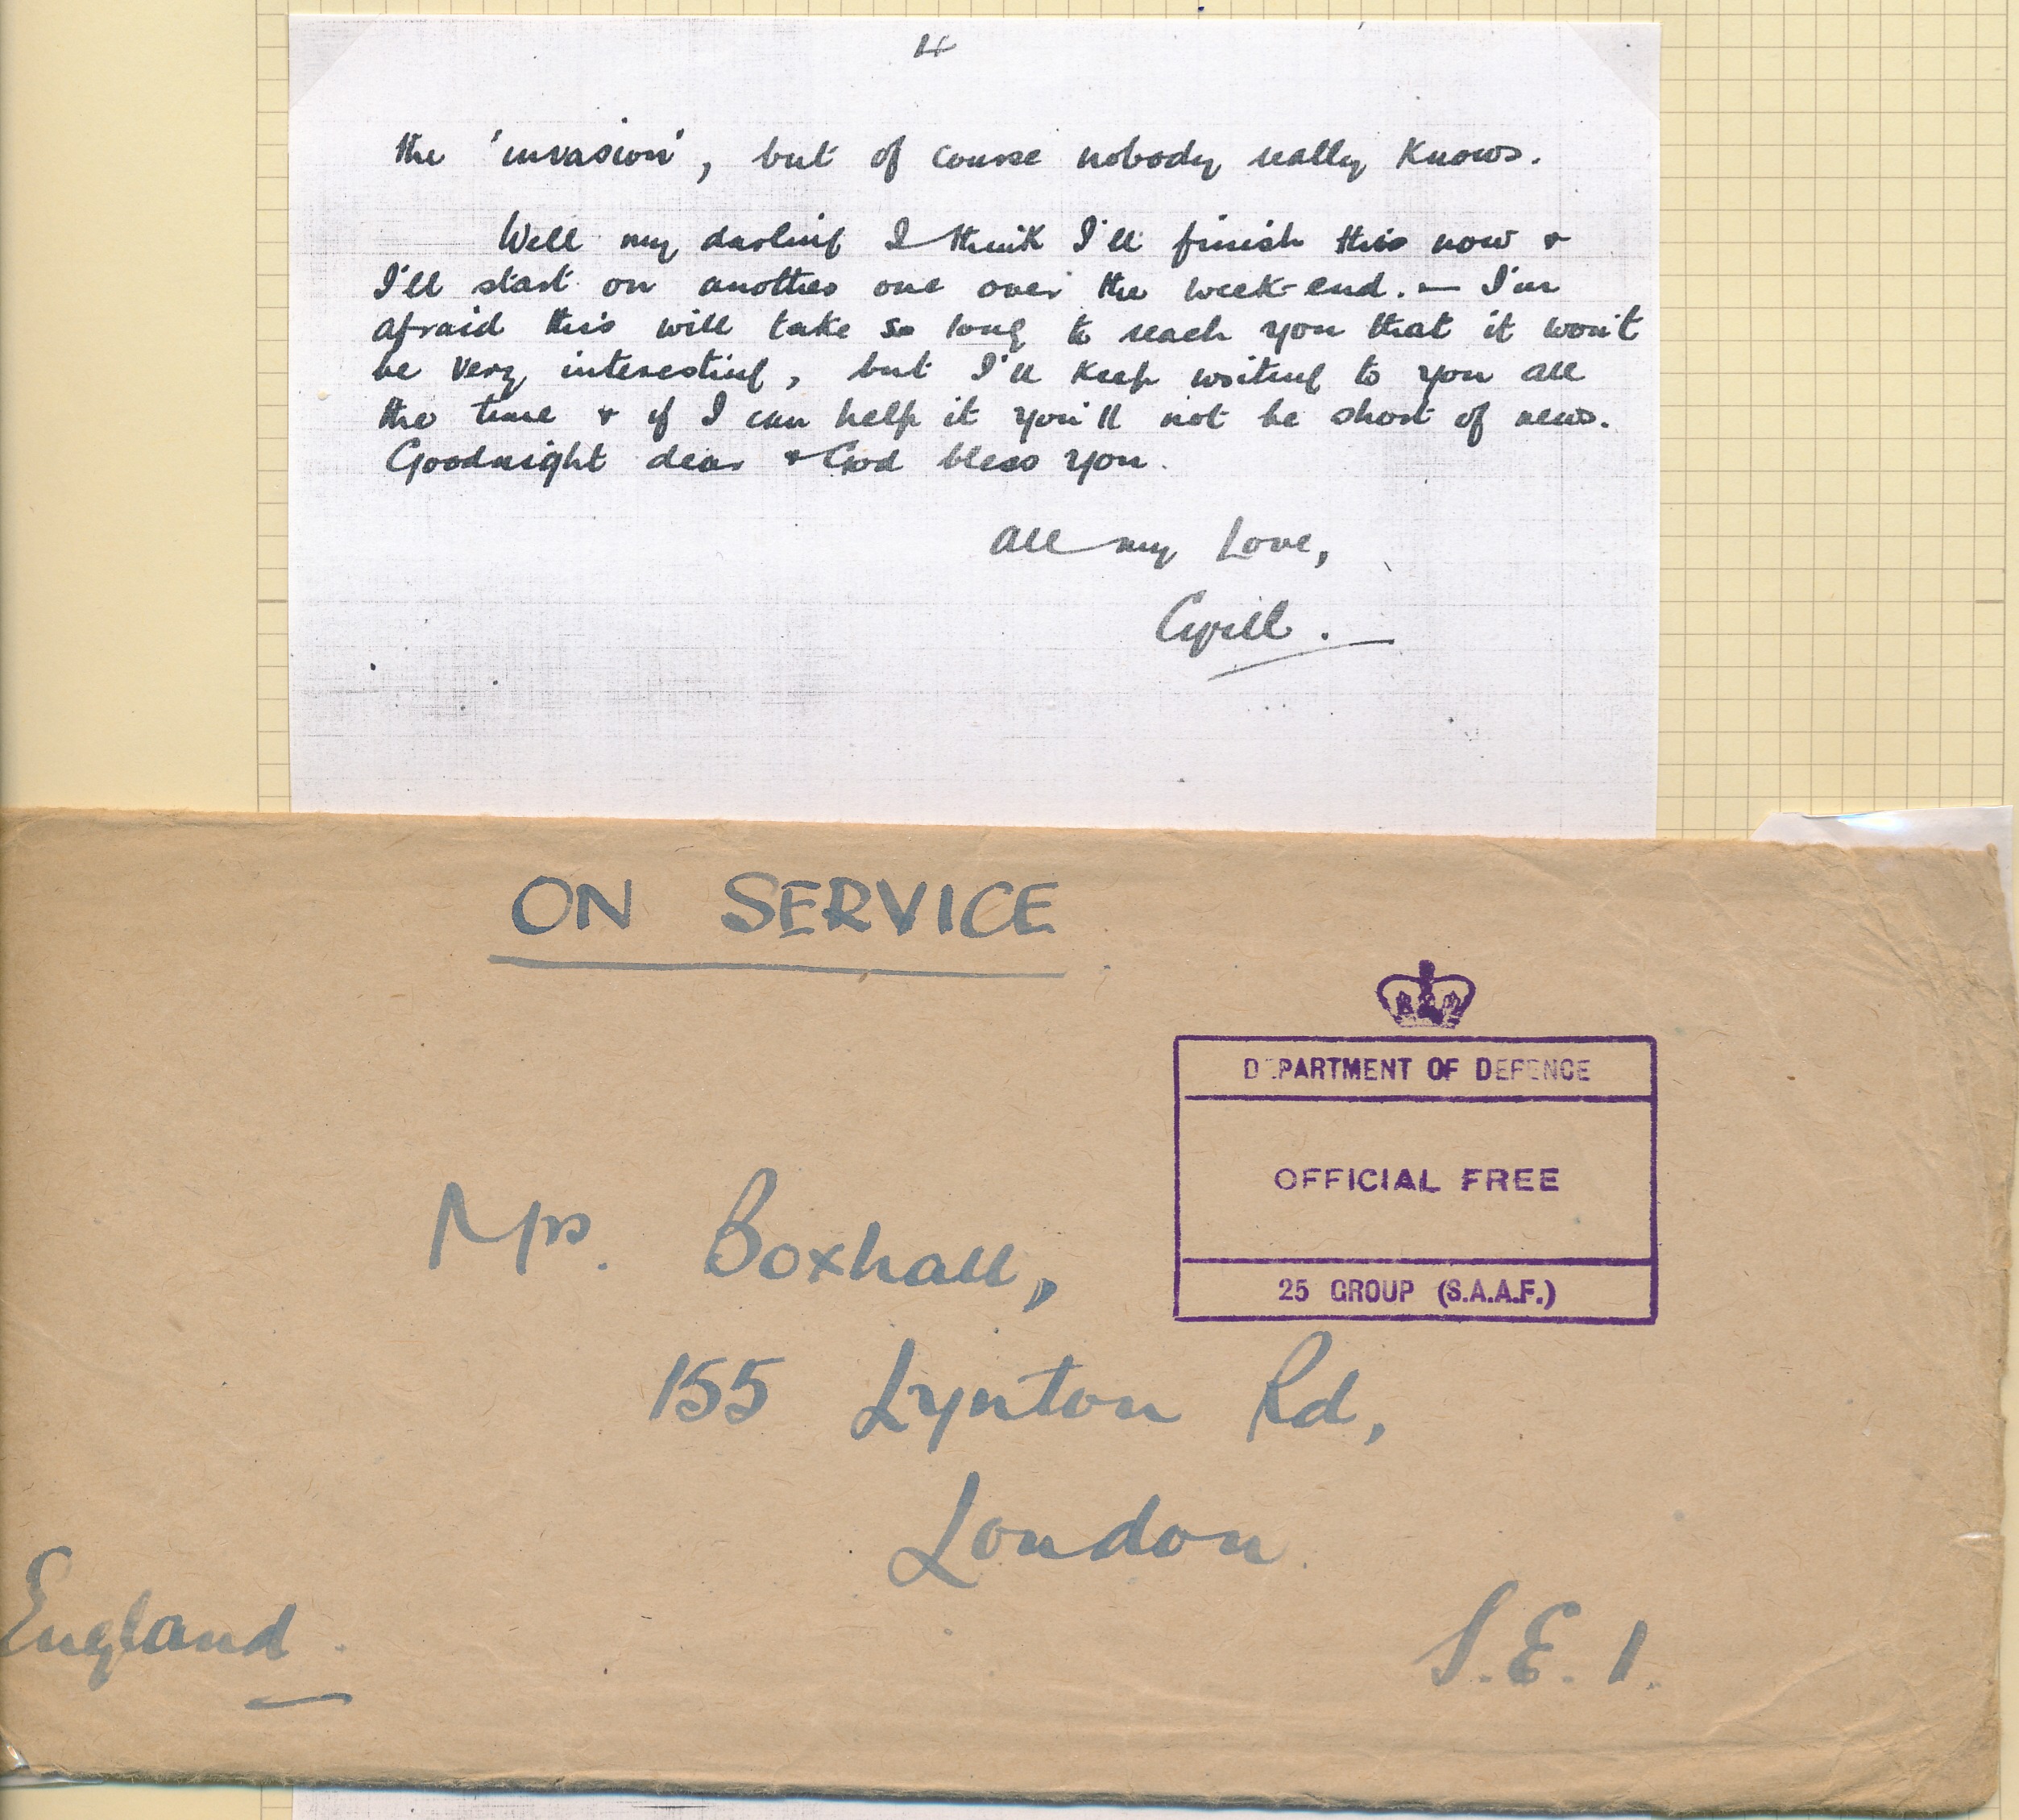 4
the 'invasion', but of course nobody really knows.
Well my darling I think I'll finish this now &
I'll start on another one over the week-end. — I'm
afraid this will take so long to reach you that it won't
be very interesting, but I'll keep writing to you all
the time & if I can help it you'll not be short of news.
Goodnight dear & God bless you.
All my Love,
Cyril. —
ON SERVICE
DEPARTMENT OF DEFENCE
OFFICIAL FREE
25 GROUP (S.A.A.F.)
Mrs. Boxhall,
155 Lynton Rd,
London
S.E. 1.
England.